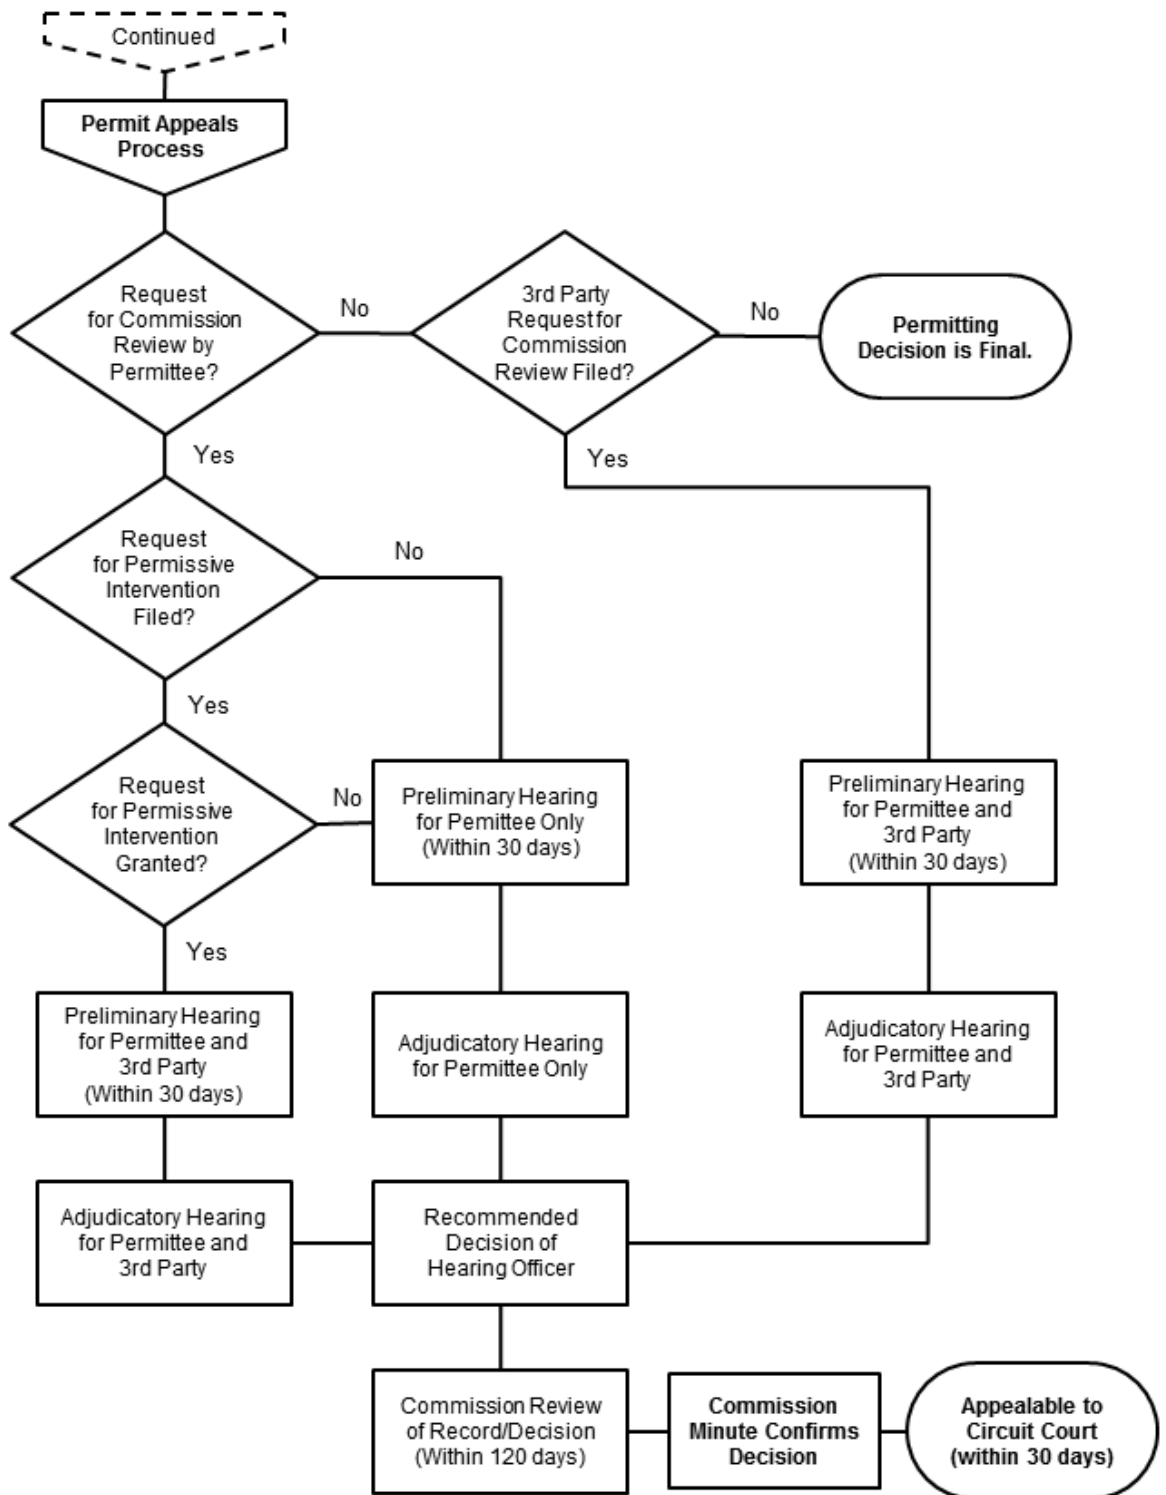 Continued
Permit Appeals
Process
Request
for Commission
Review by
Permittee?
No
3rd Party
Request for
Commission
Review Filed?
No
Permitting
Decision is Final.
Yes
Yes
Request
for Permissive
Intervention
Filed?
No
Yes
Request
for Permissive
Intervention
Granted?
No
Preliminary Hearing
for Pemittee Only
(Within 30 days)
Preliminary Hearing
for Permittee and
3rd Party
(Within 30 days)
Yes
Preliminary Hearing
for Permittee and
3rd Party
(Within 30 days)
Adjudicatory Hearing
for Permittee Only
Adjudicatory Hearing
for Permittee and
3rd Party
Adjudicatory Hearing
for Permittee and
3rd Party
Recommended
Decision of
Hearing Officer
Commission Review
of Record/Decision
(Within 120 days)
Commission
Minute Confirms
Decision
Appealable to
Circuit Court
(within 30 days)